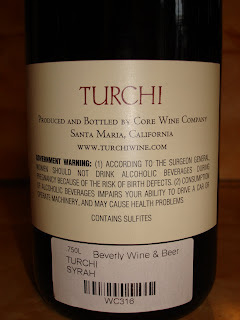 TURCHI
PRODUCED AND BOTTLED BY CORE WINE COMPANY
SANTA MARIA, CALIFORNIA
WWW.TURCHIWINE.COM
GOVERNMENT WARNING: (1) ACCORDING TO THE SURGEON GENERAL,
WOMEN SHOULD NOT DRINK ALCOHOLIC BEVERAGES DURING
PREGNANCY BECAUSE OF THE RISK OF BIRTH DEFECTS. (2) CONSUMPTION
OF ALCOHOLIC BEVERAGES IMPAIRS YOUR ABILITY TO DRIVE A CAR OR
OPERATE MACHINERY, AND MAY CAUSE HEALTH PROBLEMS
CONTAINS SULFITES
.750L Beverly Wine & Beer
TURCHI
SYRAH
WC316